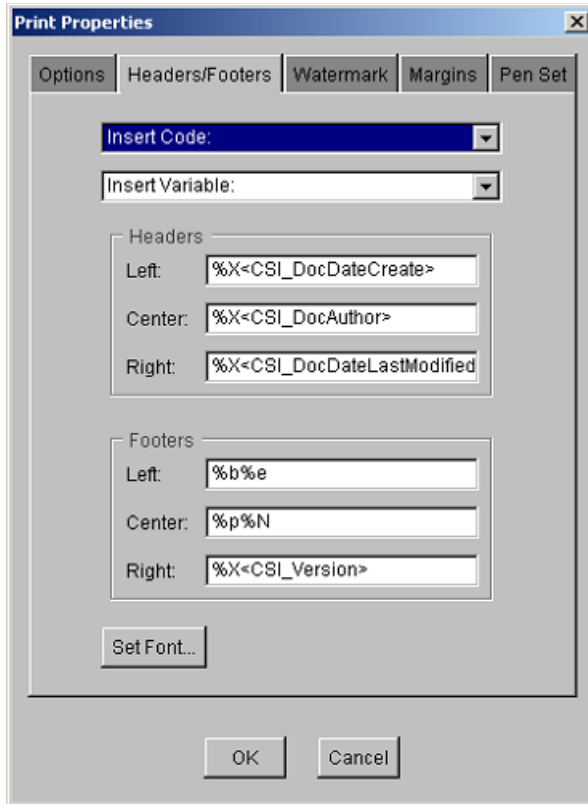 Print Properties
Options Headers/Footers Watermark Margins Pen Set
Insert Code:
Insert Variable:
Headers
Left: %X<CSI_DocDateCreate>
Center: %X<CSI_DocAuthor>
Right: %X<CSI_DocDateLastModified
Footers
Left: %b%e
Center: %p%N
Right: %X<CSI_Version>
Set Font...
OK Cancel